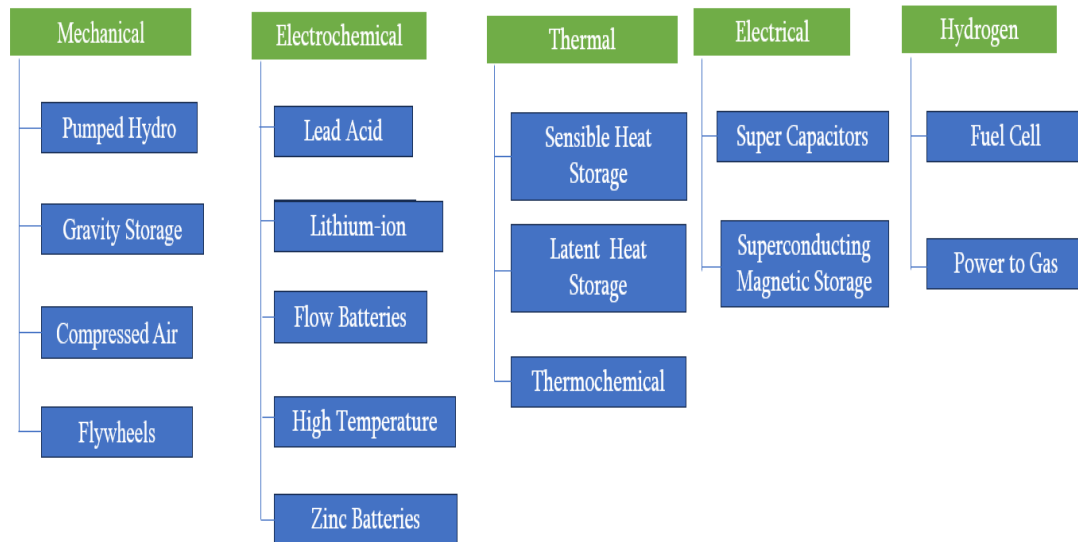 Mechanical
Pumped Hydro
Gravity Storage
Compressed Air
Flywheels
Electrochemical
Lead Acid
Lithium-ion
Flow Batteries
High Temperature
Zinc Batteries
Thermal
Sensible Heat
Storage
Latent Heat
Storage
Thermochemical
Electrical
Super Capacitors
Superconducting
Magnetic Storage
Hydrogen
Fuel Cell
Power to Gas